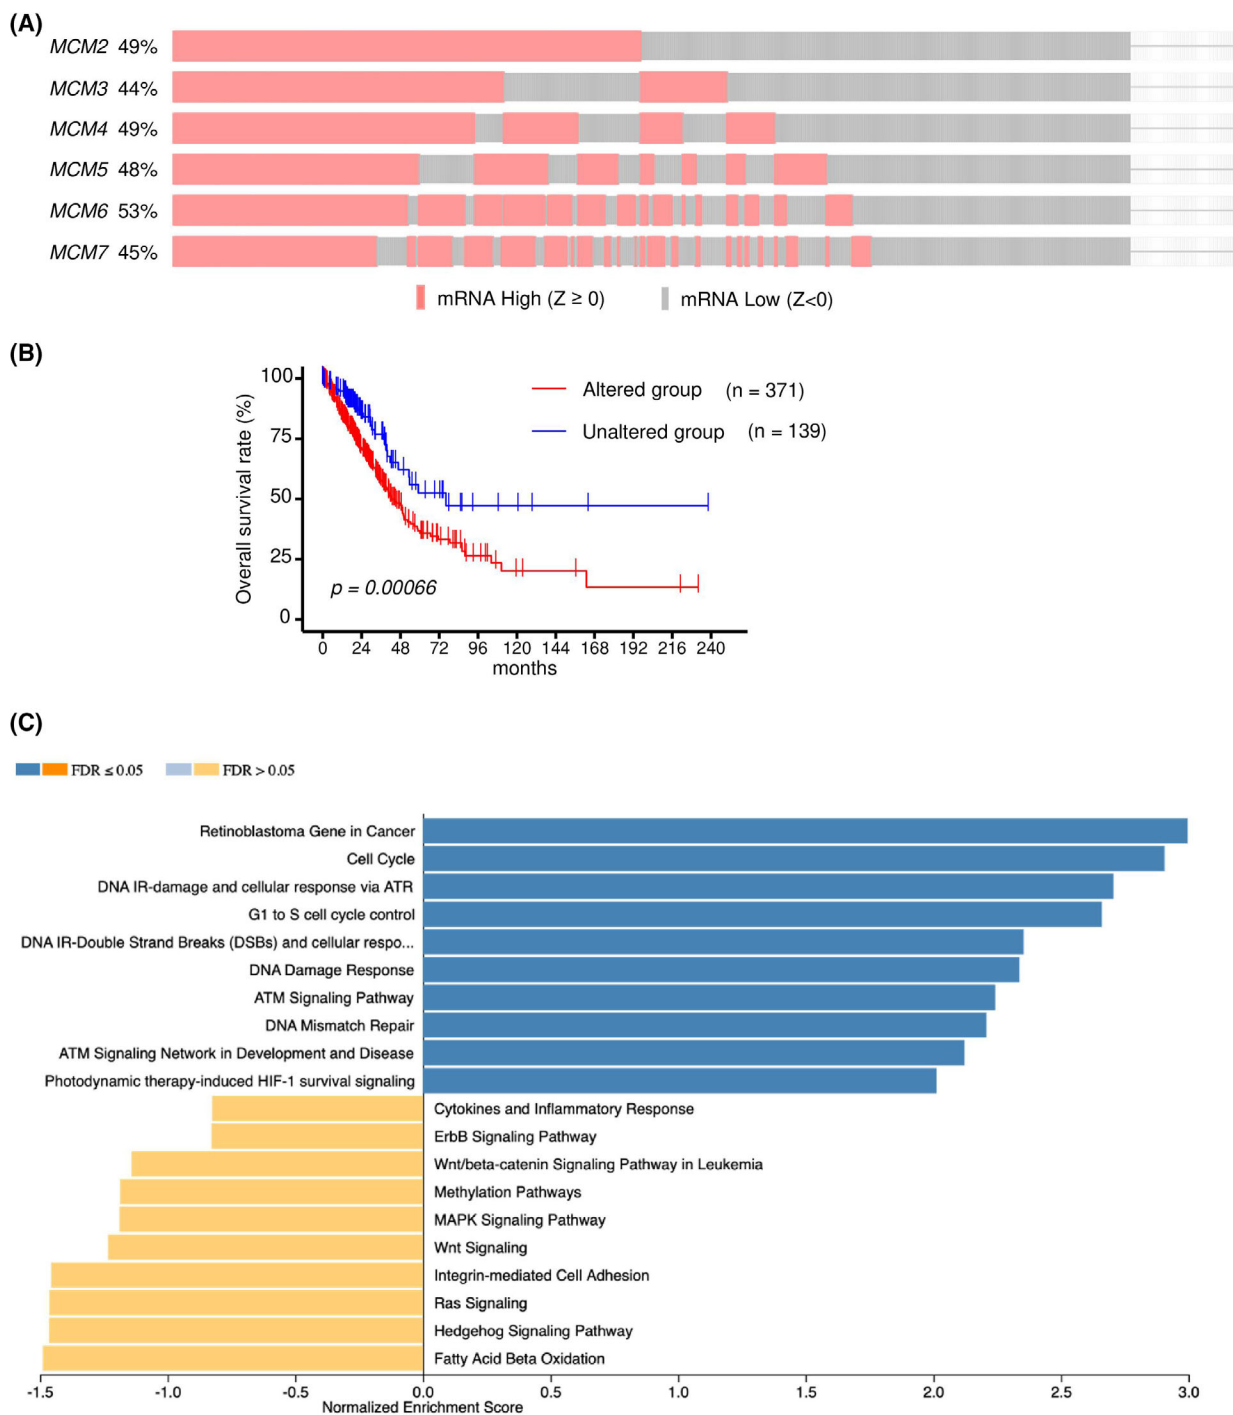 (A)
MCM2 49%
MCM3 44%
MCM4 49%
MCM5 48%
MCM6 53%
MCM7 45%
mRNA High (Z ≥ 0)
mRNA Low (Z<0)
(B)
Overall survival rate (%)
100
75
50
25
0
Altered group (n = 371)
Unaltered group (n = 139)
p = 0.00066
0 24 48 72 96 120 144 168 192 216 240
months
(C)
FDR ≤ 0.05
FDR > 0.05
Retinoblastoma Gene in Cancer
Cell Cycle
DNA IR-damage and cellular response via ATR
G1 to S cell cycle control
DNA IR-Double Strand Breaks (DSBs) and cellular respo...
DNA Damage Response
ATM Signaling Pathway
DNA Mismatch Repair
ATM Signaling Network in Development and Disease
Photodynamic therapy-induced HIF-1 survival signaling
Cytokines and Inflammatory Response
ErbB Signaling Pathway
Wnt/beta-catenin Signaling Pathway in Leukemia
Methylation Pathways
MAPK Signaling Pathway
Wnt Signaling
Integrin-mediated Cell Adhesion
Ras Signaling
Hedgehog Signaling Pathway
Fatty Acid Beta Oxidation
-1.5 -1.0 -0.5 0.0 0.5 1.0 1.5 2.0 2.5 3.0
Normalized Enrichment Score